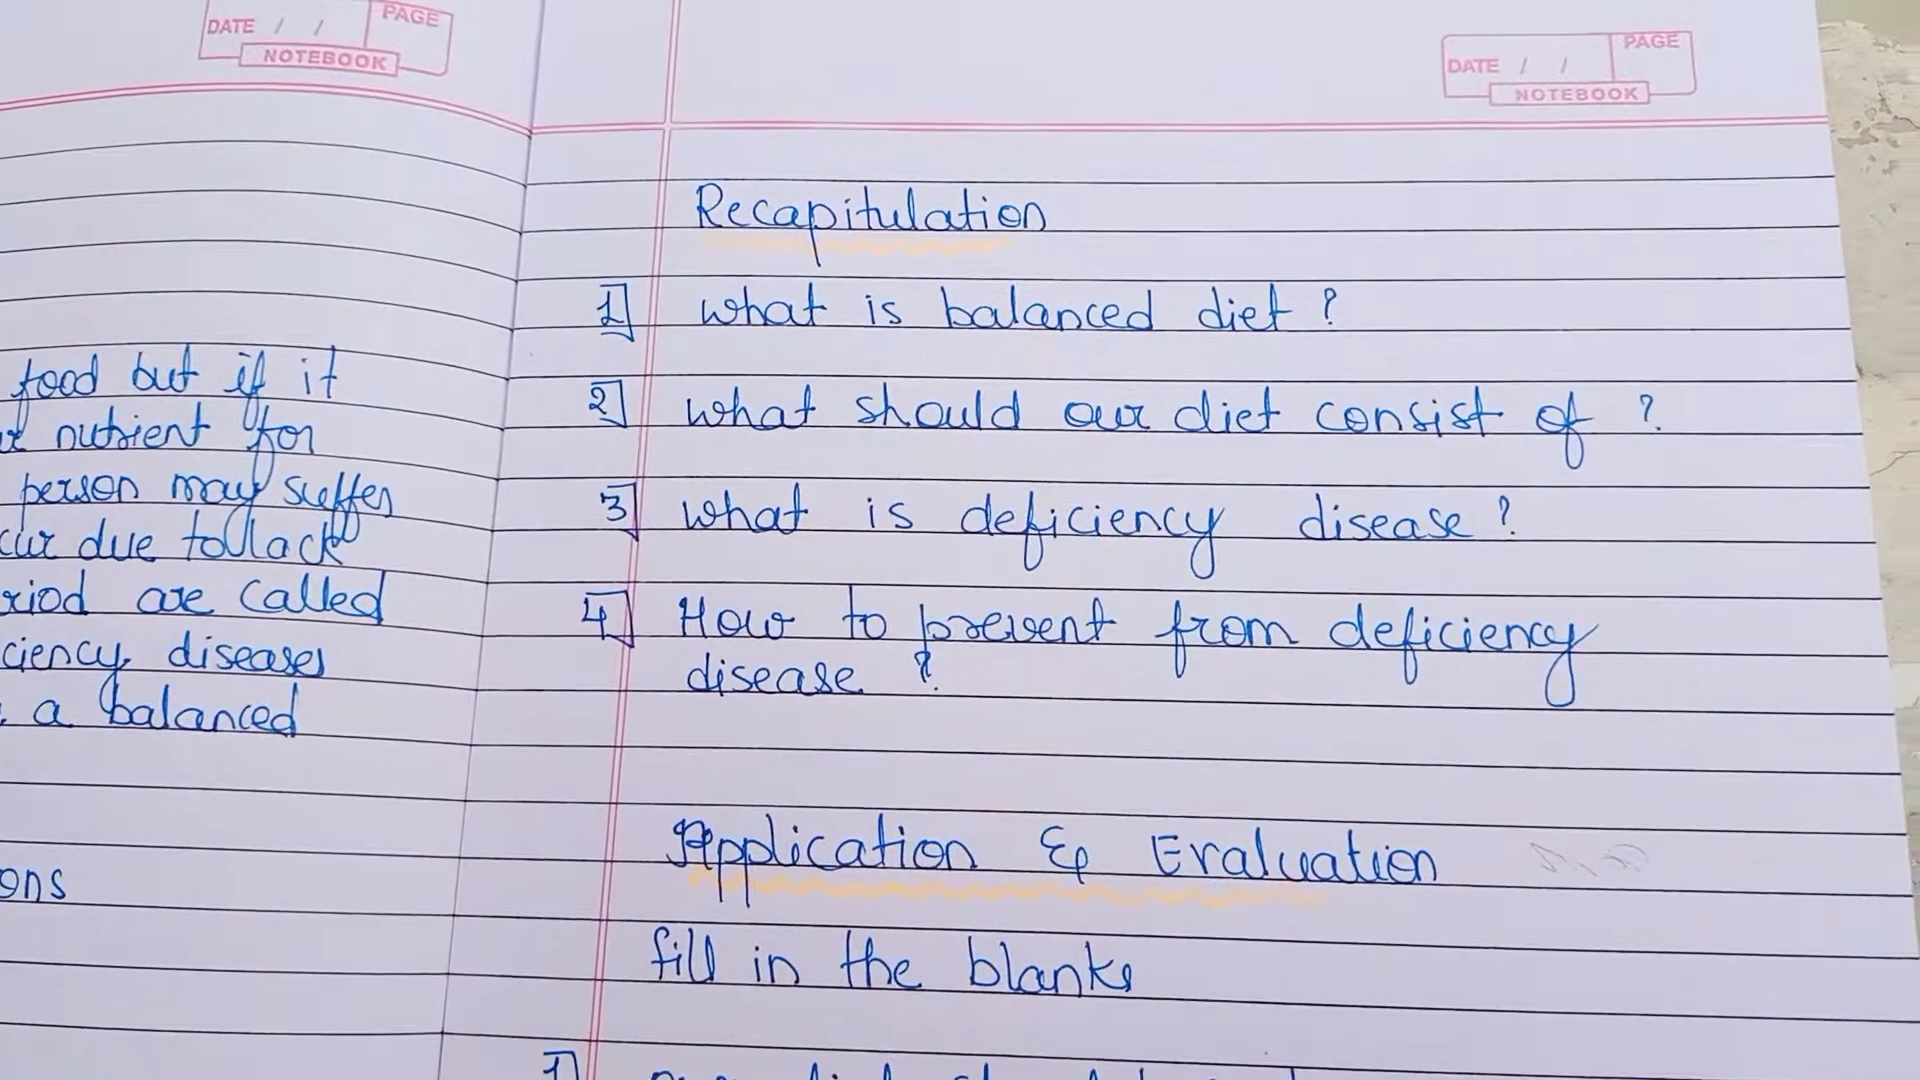 DATE / / PAGE
NOTEBOOK
food but if it
nutrient for
person may suffer
due to lack
are called
diseases
a balanced
DATE / / PAGE
NOTEBOOK
Recapitulation
1] what is balanced diet ?
2] what should our diet consist of ?
3] what is deficiency disease ?
4] How to prevent from deficiency
disease ?
Application & Evaluation
fill in the blanks
1]